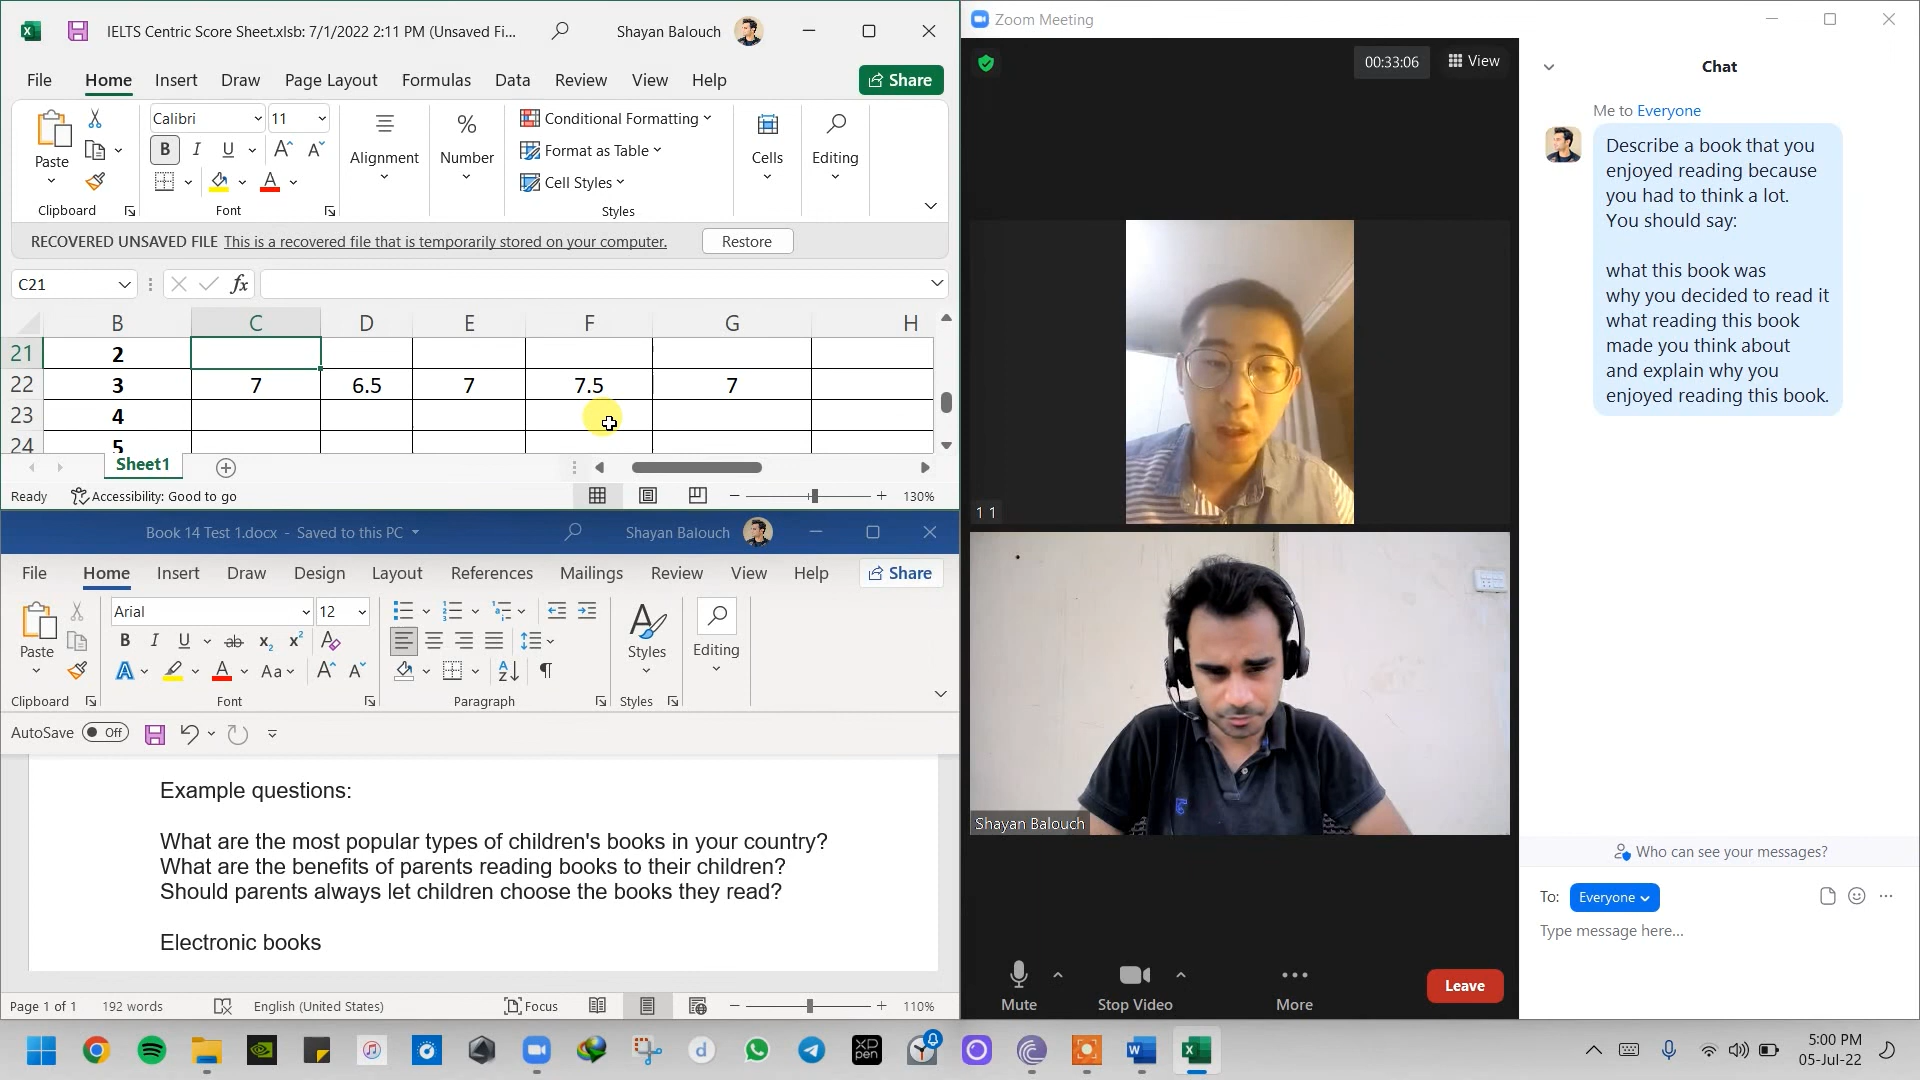 IELTS Centric Score Sheet.xlsb: 7/1/2022 2:11 PM (Unsaved Fi...
Shayan Balouch
File Home Insert Draw Page Layout Formulas Data Review View Help Share
Calibri 11
Paste
B I U A A
A
Alignment
% Number
Conditional Formatting
Format as Table
Cell Styles
Cells
Editing
Clipboard Font Styles
RECOVERED UNSAVED FILE This is a recovered file that is temporarily stored on your computer. Restore
C21 fx
B C D E F G H
21 2
22 3 7 6.5 7 7.5 7
23 4
24 5
Sheet1
Ready Accessibility: Good to go 130%
Book 14 Test 1.docx - Saved to this PC
Shayan Balouch
File Home Insert Draw Design Layout References Mailings Review View Help Share
Arial 12
Paste
B I U ab x₂ x² A
A A Aa A A
Styles
Editing
Clipboard Font Paragraph Styles
AutoSave Off
Example questions:
What are the most popular types of children's books in your country?
What are the benefits of parents reading books to their children?
Should parents always let children choose the books they read?
Electronic books
Page 1 of 1 192 words English (United States) Focus 110%
Zoom Meeting
00:33:06 View
1 1
Shayan Balouch
Mute Stop Video More Leave
Chat
Me to Everyone
Describe a book that you
enjoyed reading because
you had to think a lot.
You should say:
what this book was
why you decided to read it
what reading this book
made you think about
and explain why you
enjoyed reading this book.
Who can see your messages?
To: Everyone
Type message here...
XP
pen
5:00 PM
05-Jul-22